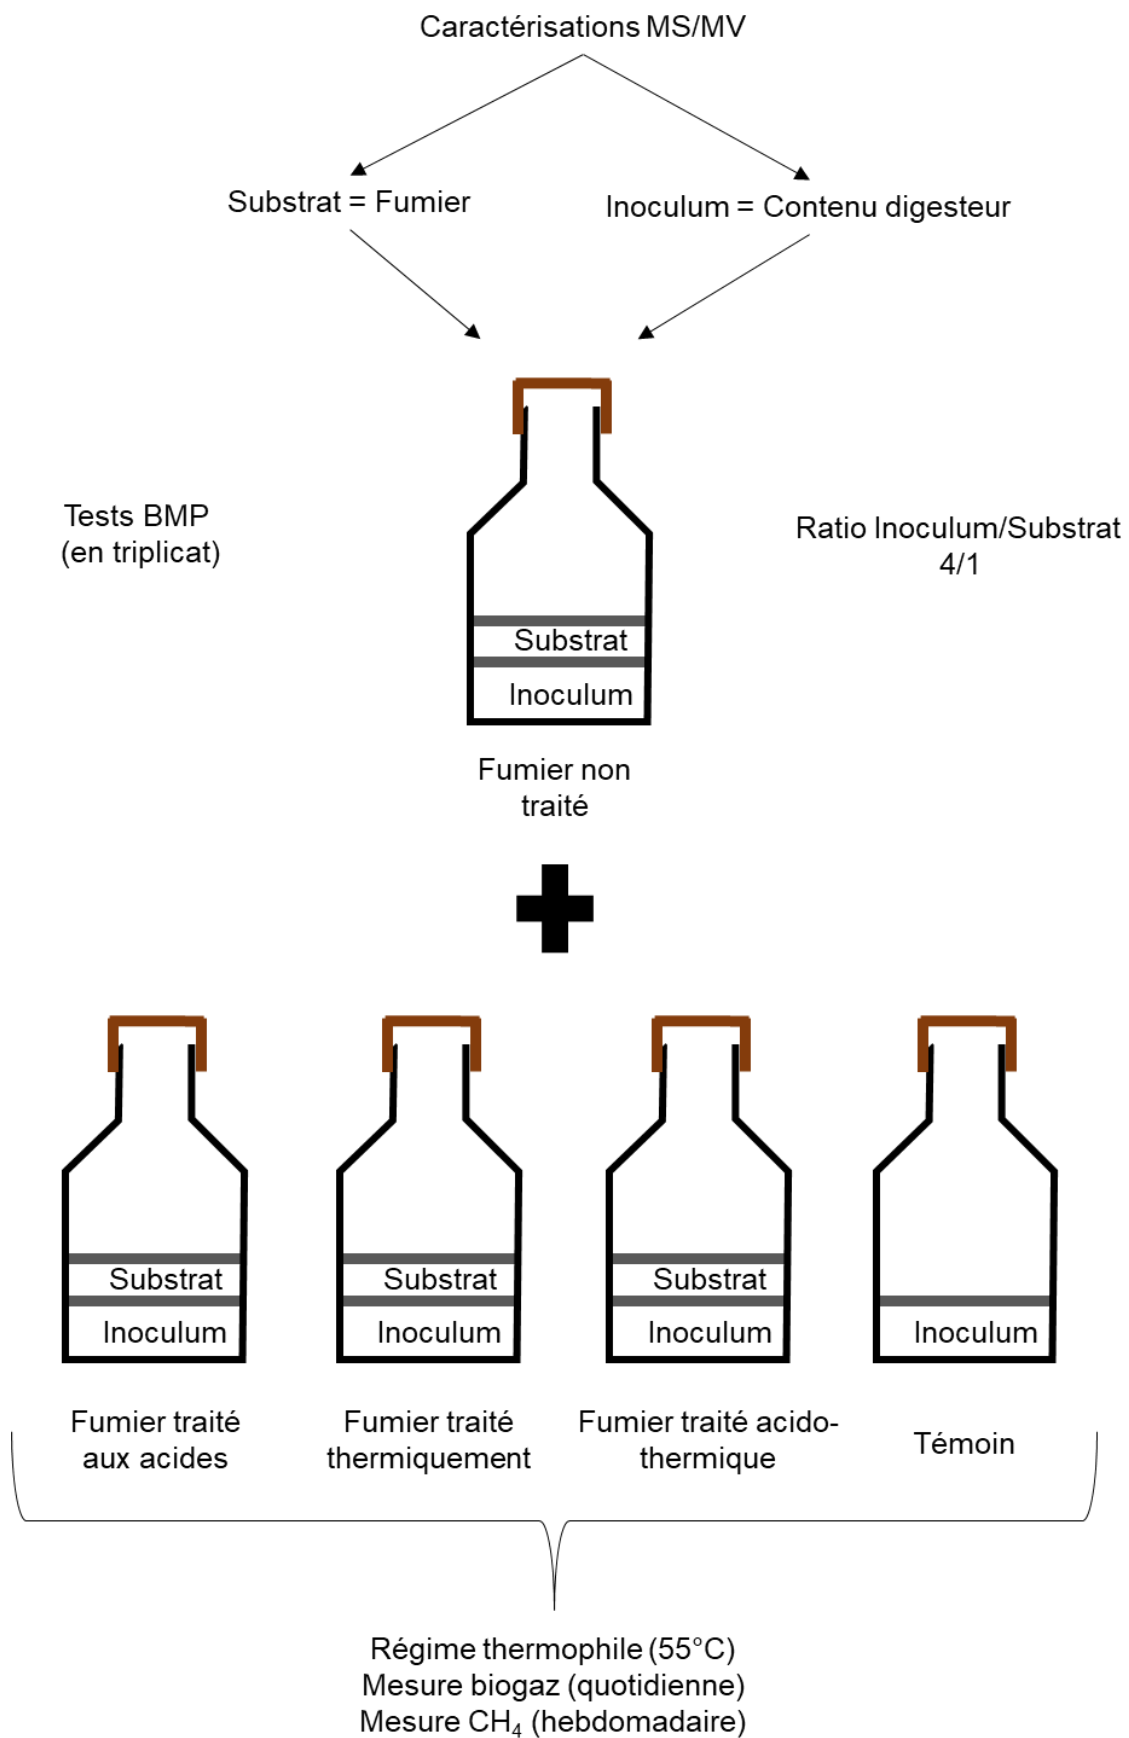 Caractérisations MS/MV
Substrat = Fumier
Inoculum = Contenu digesteur
Tests BMP
(en triplicat)
Ratio Inoculum/Substrat
4/1
Substrat
Inoculum
Fumier non
traité
Substrat
Inoculum
Substrat
Inoculum
Substrat
Inoculum
Inoculum
Fumier traité
aux acides
Fumier traité
thermiquement
Fumier traité acido-
thermique
Témoin
Régime thermophile (55°C)
Mesure biogaz (quotidienne)
Mesure CH₄ (hebdomadaire)